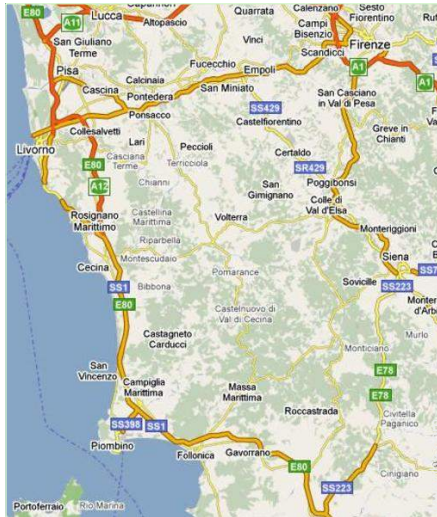 Capannori
Quarrata
Calenzano
Sesto
Fiorentino
E80
A11
Lucca
Altopascio
Campi
Bisenzio
Firenze
San Giuliano
Terme
Vinci
Scandicci
A1
Pisa
Fucecchio
Empoli
Calcinaia
San Casciano
in Val di Pesa
A1
Cascina
Pontedera
San Miniato
Ponsacco
SS429
Castelfiorentino
Greve in
Chianti
Collesalvetti
Livorno
Lari
Peccioli
Casciana
Terme
Terricciola
Certaldo
E80
SR429
A12
Chianni
San
Gimignano
Poggibonsi
Colle di
Val d'Elsa
Rosignano
Marittimo
Castellina
Marittima
Volterra
Monteriggioni
Riparbella
Montescudaio
Siena
Cecina
Pomarance
SS1
Bibbona
Sovicille
SS223
E80
Castelnuovo di
Val di Cecina
Castagneto
Carducci
Monticiano
Murlo
San
Vincenzo
E78
Campiglia
Marittima
Massa
Marittima
E78
Roccastrada
Civitella
Paganico
SS398
SS1
Piombino
Follonica
Gavorrano
E80
Cinigiano
SS223
Portoferraio
Rio Marina